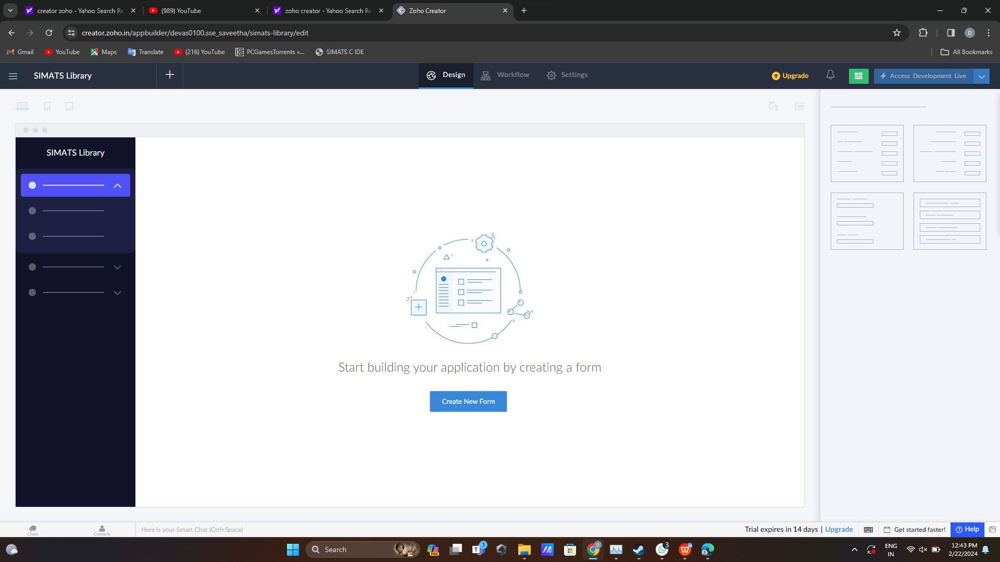 creator zoho - Yahoo Search Re
(989) YouTube
zoho creator - Yahoo Search Re
Zoho Creator
creator.zoho.in/appbuilder/devas0100.sse_saveetha/simats-library/edit
D
Gmail
YouTube
Maps
Translate
(216) YouTube
PCGamesTorrents «...
SIMATS C IDE
All Bookmarks
SIMATS Library
Design
Workflow
Settings
Upgrade
Access Development Live
SIMATS Library
Start building your application by creating a form
Create New Form
Chats
Contacts
Here is your Smart Chat (Ctrl+Space)
Trial expires in 14 days | Upgrade
Get started faster!
Help
Search
PRE
T
1
D
3
W
ENG
IN
12:43 PM
2/22/2024